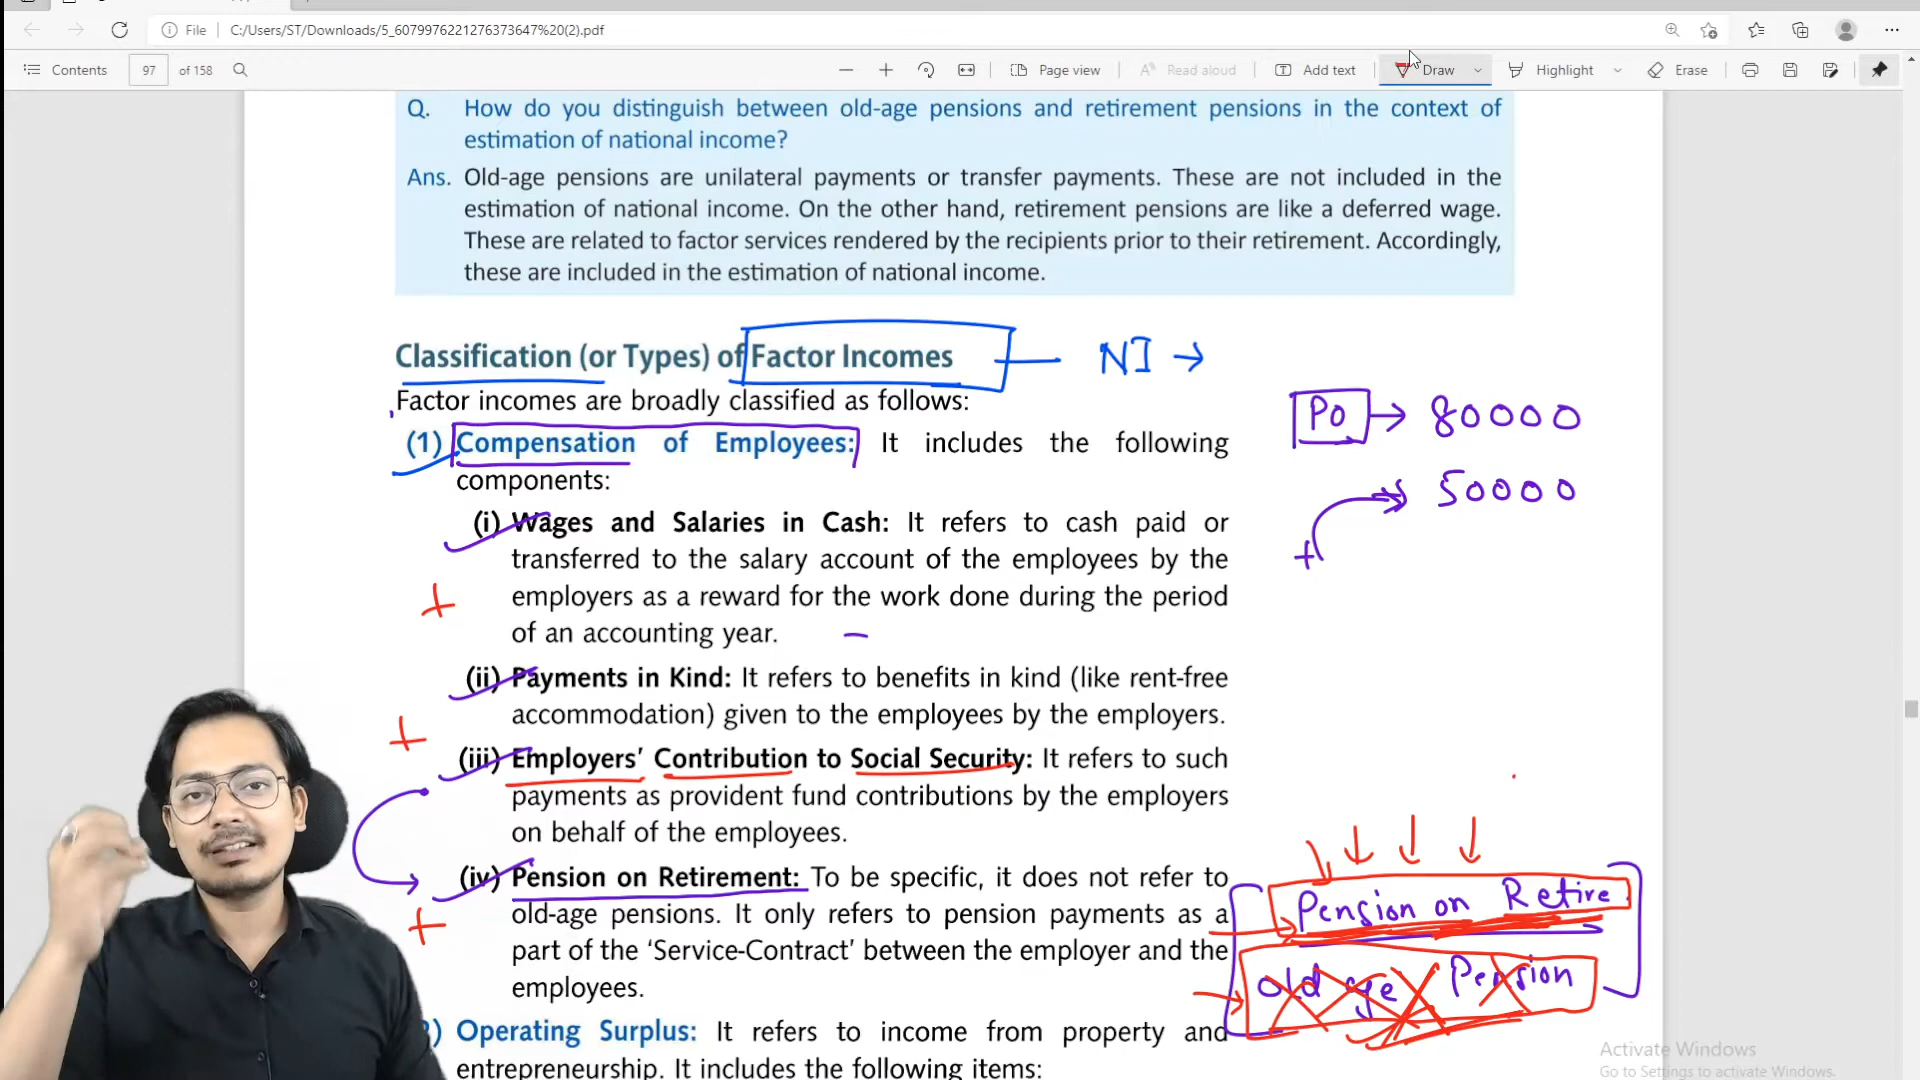 File C:/Users/ST/Downloads/5_6079976221276373647%20(2).pdf
Contents 97 of 158 Page view Read aloud Add text Draw Highlight Erase
Q. How do you distinguish between old-age pensions and retirement pensions in the context of
estimation of national income?
Ans. Old-age pensions are unilateral payments or transfer payments. These are not included in the
estimation of national income. On the other hand, retirement pensions are like a deferred wage.
These are related to factor services rendered by the recipients prior to their retirement. Accordingly,
these are included in the estimation of national income.
Classification (or Types) of Factor Incomes NI →
Factor incomes are broadly classified as follows:
PO → 80000
(1) Compensation of Employees: It includes the following
components:
50000
(i) Wages and Salaries in Cash: It refers to cash paid or
transferred to the salary account of the employees by the
employers as a reward for the work done during the period
of an accounting year.
(ii) Payments in Kind: It refers to benefits in kind (like rent-free
accommodation) given to the employees by the employers.
(iii) Employers' Contribution to Social Security: It refers to such
payments as provident fund contributions by the employers
on behalf of the employees.
(iv) Pension on Retirement: To be specific, it does not refer to
old-age pensions. It only refers to pension payments as a
part of the 'Service-Contract' between the employer and the
employees.
Pension on Retire
Old age Pension
) Operating Surplus: It refers to income from property and
entrepreneurship. It includes the following items:
Activate Windows
Go to Settings to activate Windows.